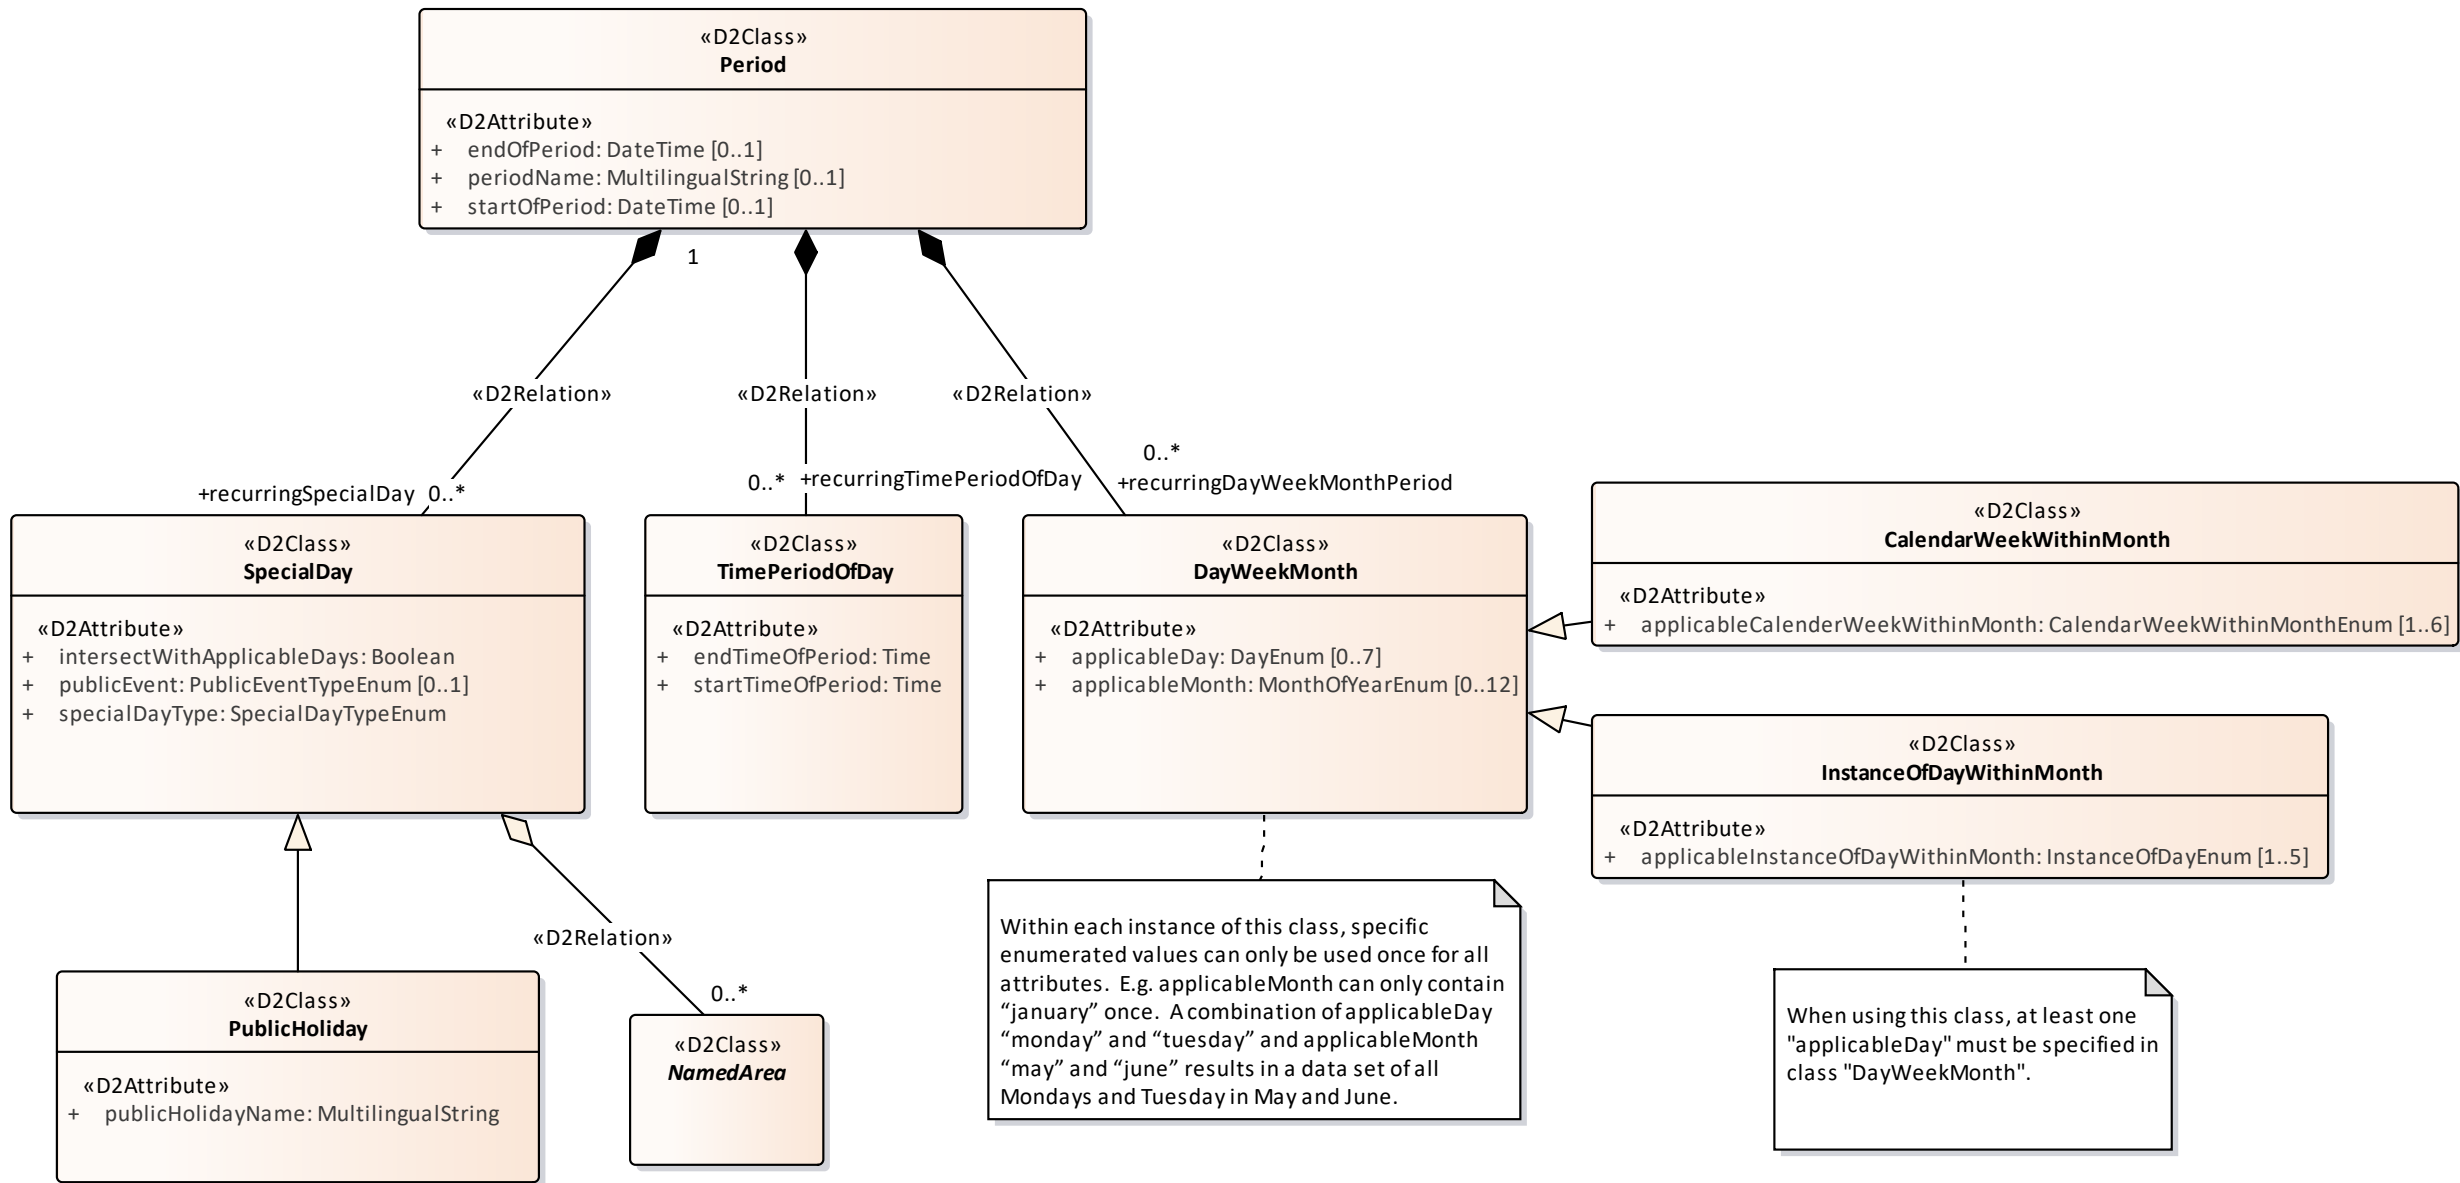 «D2Class»
Period
«D2Attribute»
+ endOfPeriod: DateTime [0..1]
+ periodName: MultilingualString [0..1]
+ startOfPeriod: DateTime [0..1]
1
«D2Relation»
«D2Relation»
«D2Relation»
+recurringSpecialDay 0..*
0..* +recurringTimePeriodOfDay
0..*
+recurringDayWeekMonthPeriod
«D2Class»
SpecialDay
«D2Attribute»
+ intersectWithApplicableDays: Boolean
+ publicEvent: PublicEventTypeEnum [0..1]
+ specialDayType: SpecialDayTypeEnum
«D2Class»
TimePeriodOfDay
«D2Attribute»
+ endTimeOfPeriod: Time
+ startTimeOfPeriod: Time
«D2Class»
DayWeekMonth
«D2Attribute»
+ applicableDay: DayEnum [0..7]
+ applicableMonth: MonthOfYearEnum [0..12]
«D2Class»
CalendarWeekWithinMonth
«D2Attribute»
+ applicableCalenderWeekWithinMonth: CalendarWeekWithinMonthEnum [1..6]
«D2Class»
InstanceOfDayWithinMonth
«D2Attribute»
+ applicableInstanceOfDayWithinMonth: InstanceOfDayEnum [1..5]
«D2Relation»
0..*
«D2Class»
PublicHoliday
«D2Attribute»
+ publicHolidayName: MultilingualString
«D2Class»
NamedArea
Within each instance of this class, specific
enumerated values can only be used once for all
attributes. E.g. applicableMonth can only contain
“january” once. A combination of applicableDay
“monday” and “tuesday” and applicableMonth
“may” and “june” results in a data set of all
Mondays and Tuesday in May and June.
When using this class, at least one
"applicableDay" must be specified in
class "DayWeekMonth".